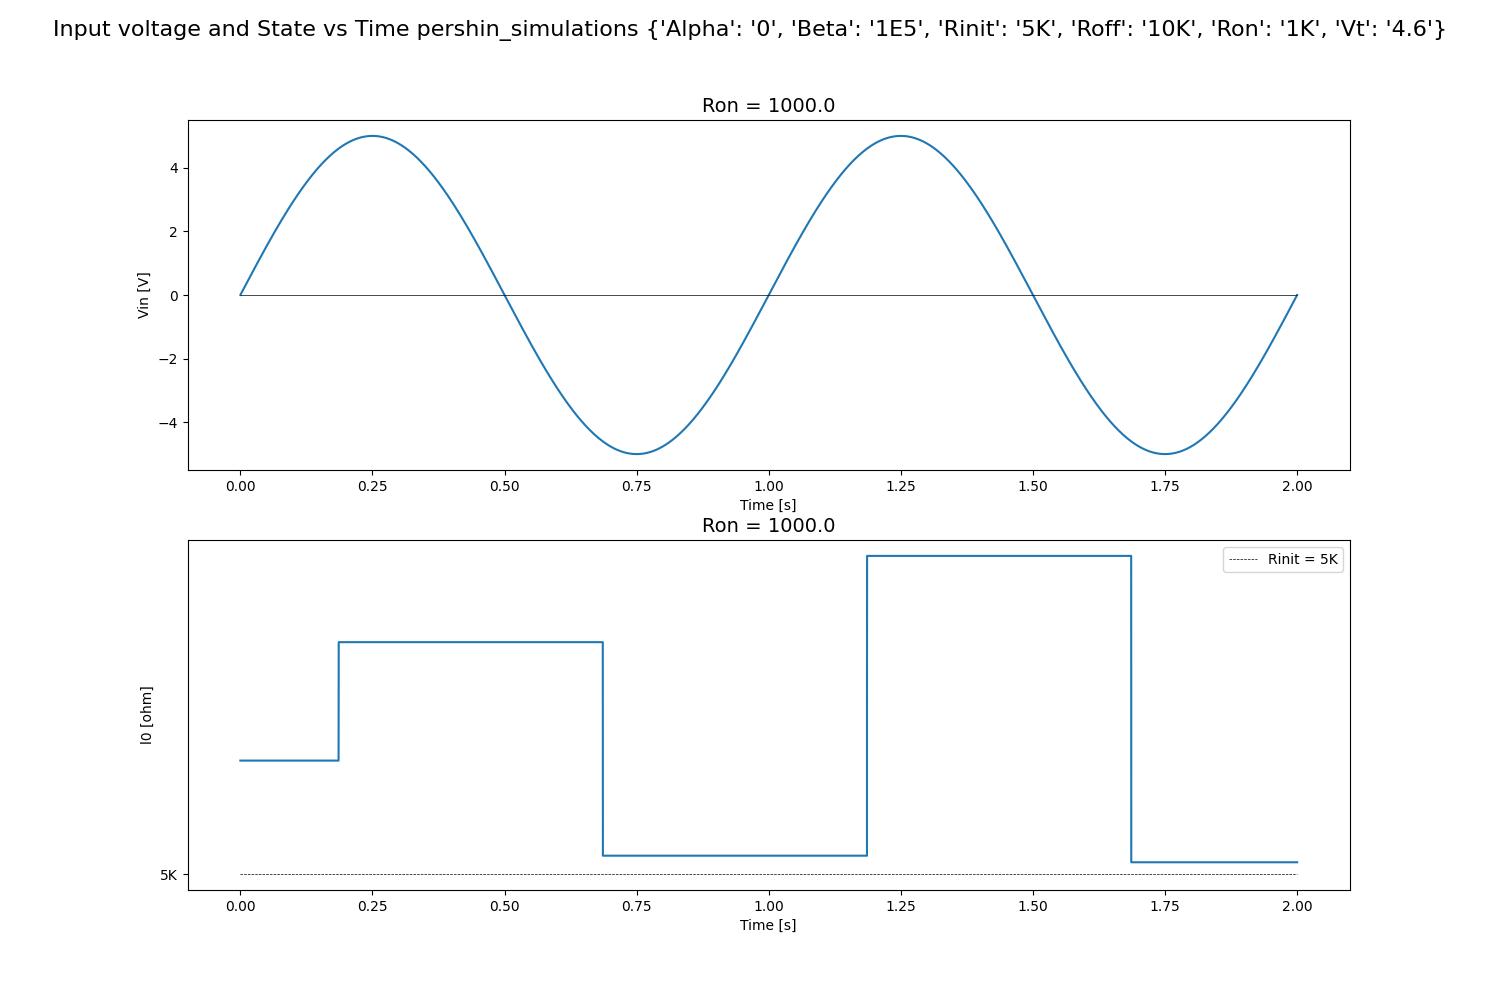 Input voltage and State vs Time pershin_simulations {'Alpha': '0', 'Beta': '1E5', 'Rinit': '5K', 'Roff': '10K', 'Ron': '1K', 'Vt': '4.6'}
Ron = 1000.0
Vin [V]
4
2
0
−2
−4
0.00 0.25 0.50 0.75 1.00 1.25 1.50 1.75 2.00
Time [s]
Ron = 1000.0
Rinit = 5K
l0 [ohm]
5K
0.00 0.25 0.50 0.75 1.00 1.25 1.50 1.75 2.00
Time [s]